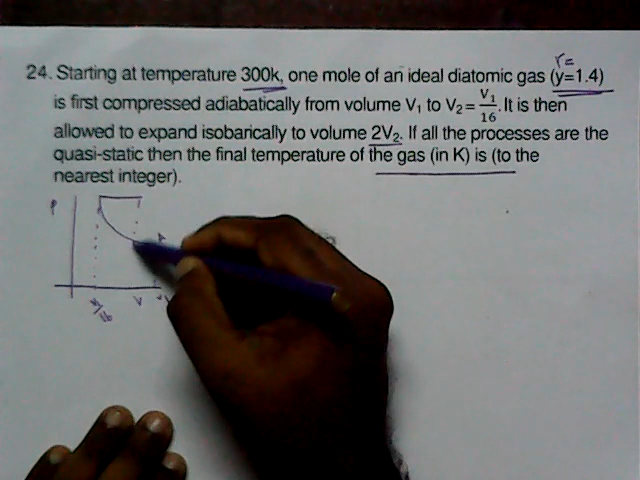 r=
24. Starting at temperature 300k, one mole of an ideal diatomic gas (y=1.4)
is first compressed adiabatically from volume V₁ to V₂=V₁/16. It is then
allowed to expand isobarically to volume 2V₂. If all the processes are the
quasi-static then the final temperature of the gas (in K) is (to the
nearest integer).
P
V